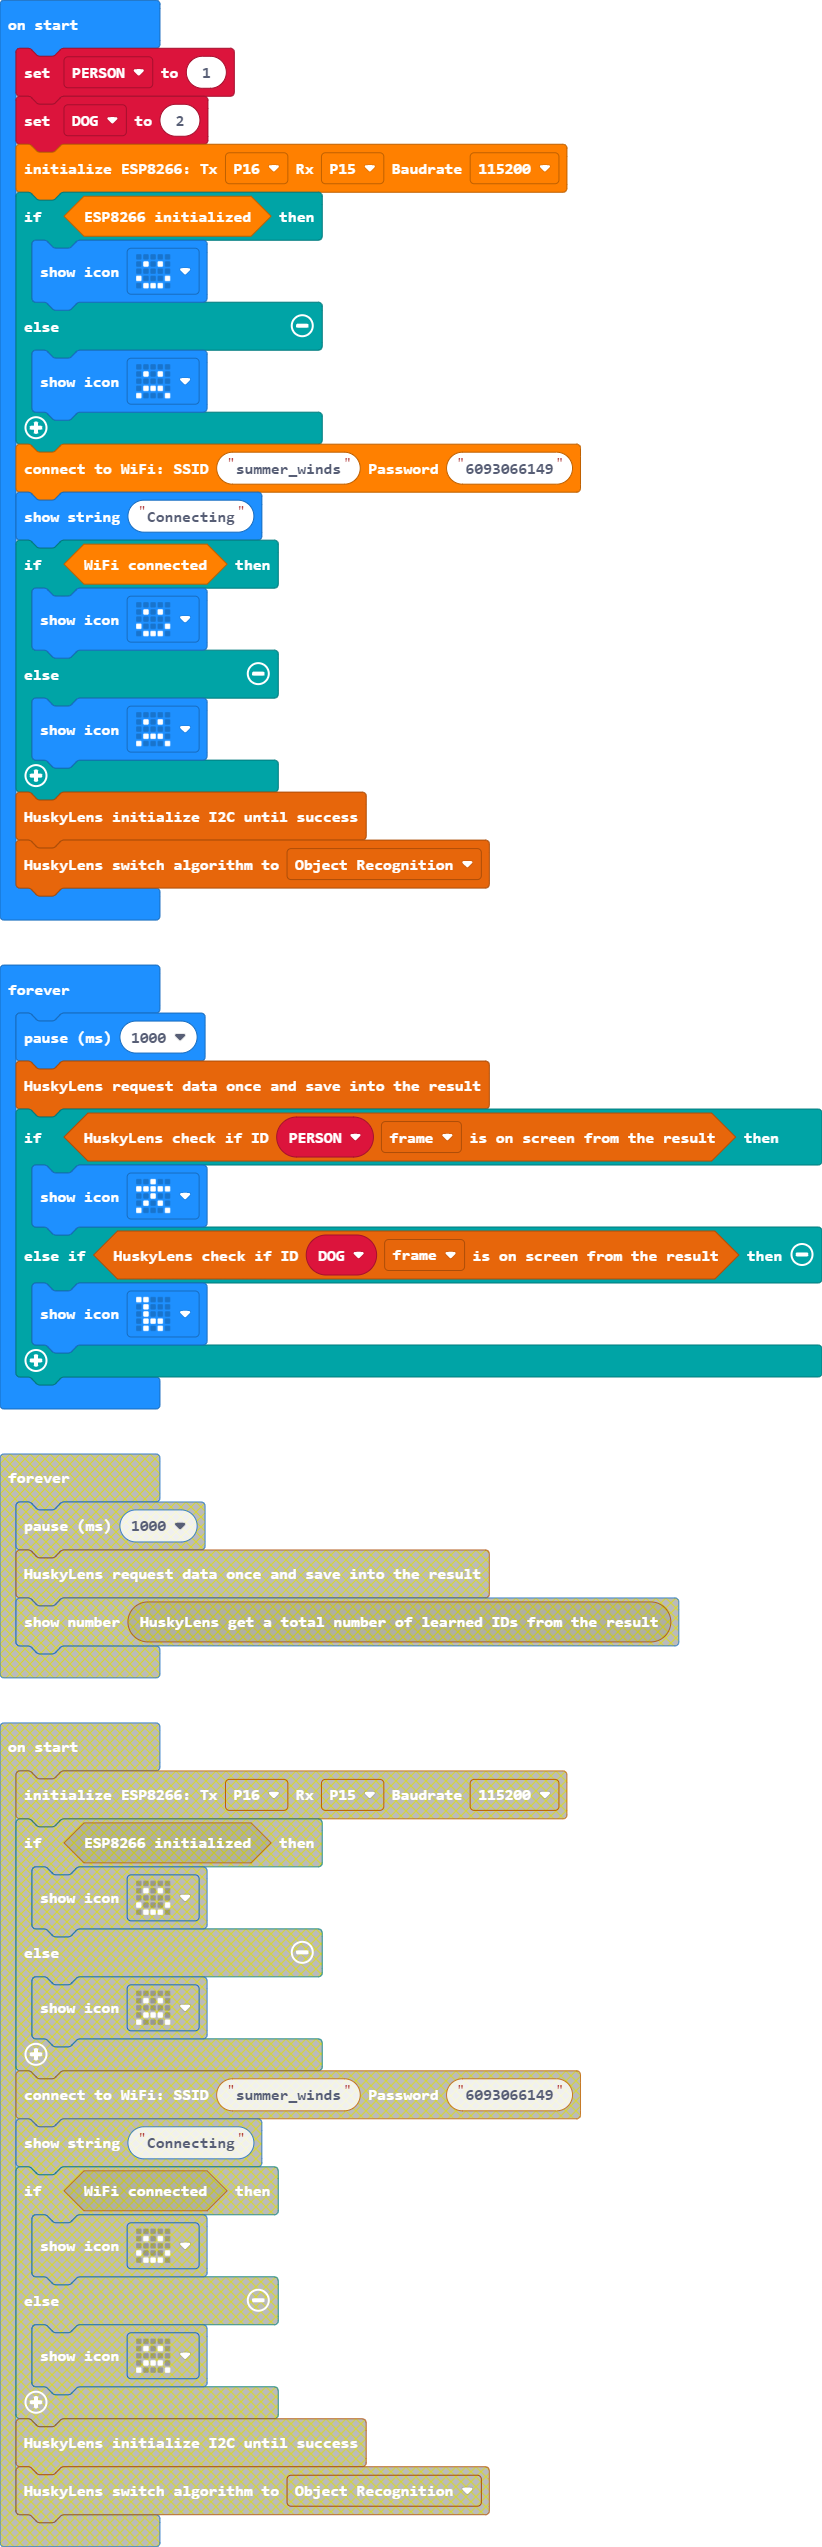 on start
set PERSON to 1
set DOG to 2
initialize ESP8266: Tx P16 Rx P15 Baudrate 115200
if ESP8266 initialized then
show icon
else
show icon
connect to WiFi: SSID "summer_winds" Password "6093066149"
show string "Connecting"
if WiFi connected then
show icon
else
show icon
HuskyLens initialize I2C until success
HuskyLens switch algorithm to Object Recognition
forever
pause (ms) 1000
HuskyLens request data once and save into the result
if HuskyLens check if ID PERSON frame is on screen from the result then
show icon
else if HuskyLens check if ID DOG frame is on screen from the result then
show icon
forever
pause (ms) 1000
HuskyLens request data once and save into the result
show number HuskyLens get a total number of learned IDs from the result
on start
initialize ESP8266: Tx P16 Rx P15 Baudrate 115200
if ESP8266 initialized then
show icon
else
show icon
connect to WiFi: SSID "summer_winds" Password "6093066149"
show string "Connecting"
if WiFi connected then
show icon
else
show icon
HuskyLens initialize I2C until success
HuskyLens switch algorithm to Object Recognition